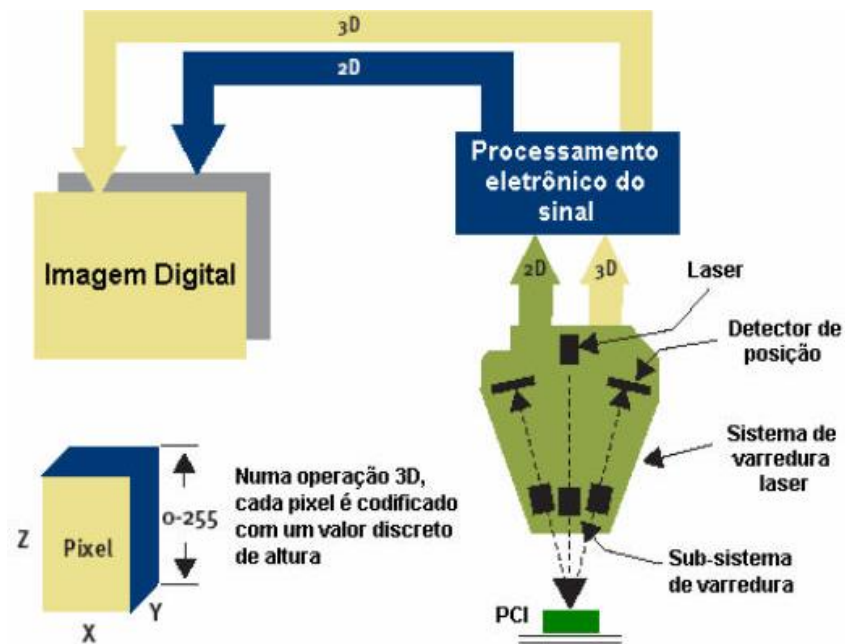 3D
2D
Processamento
eletrônico do
sinal
Imagem Digital
2D
3D
Laser
Detector de
posição
Sistema de
varredura
laser
Numa operação 3D,
cada pixel é codificado
com um valor discreto
de altura
0-255
Z
Pixel
Y
X
Sub-sistema
de varredura
PCI